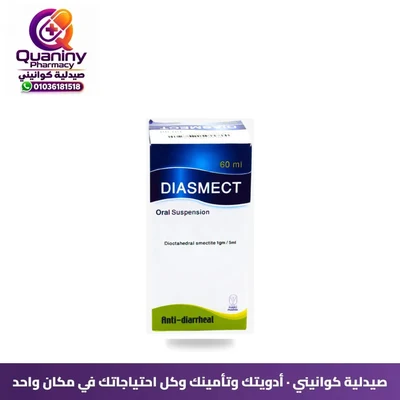 Quaniny
Pharmacy
صيدلية كوانيني
01036181518
60 ml
DIASMECT
Oral Suspension
Dioctahedral smectite 1gm / 5ml
Anti-diarrheal
صيدلية كوانيني · أدويتك وتأمينك وكل احتياجاتك في مكان واحد